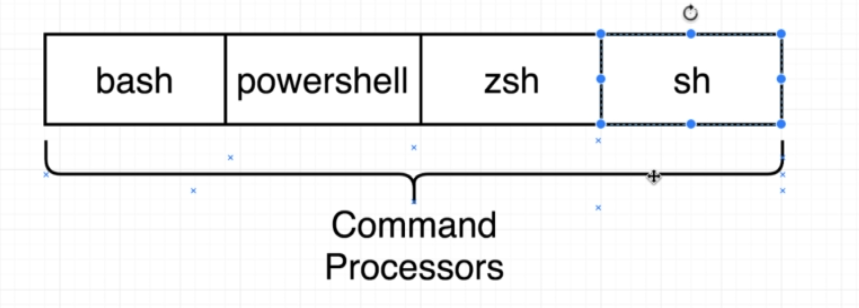 bash powershell zsh sh
Command
Processors